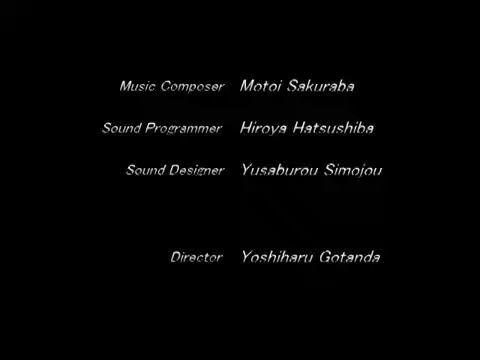 Music Composer Motoi Sakuraba
Sound Programmer Hiroya Hatsushiba
Sound Designer Yusaburou Simojou
Director Yoshiharu Gotanda